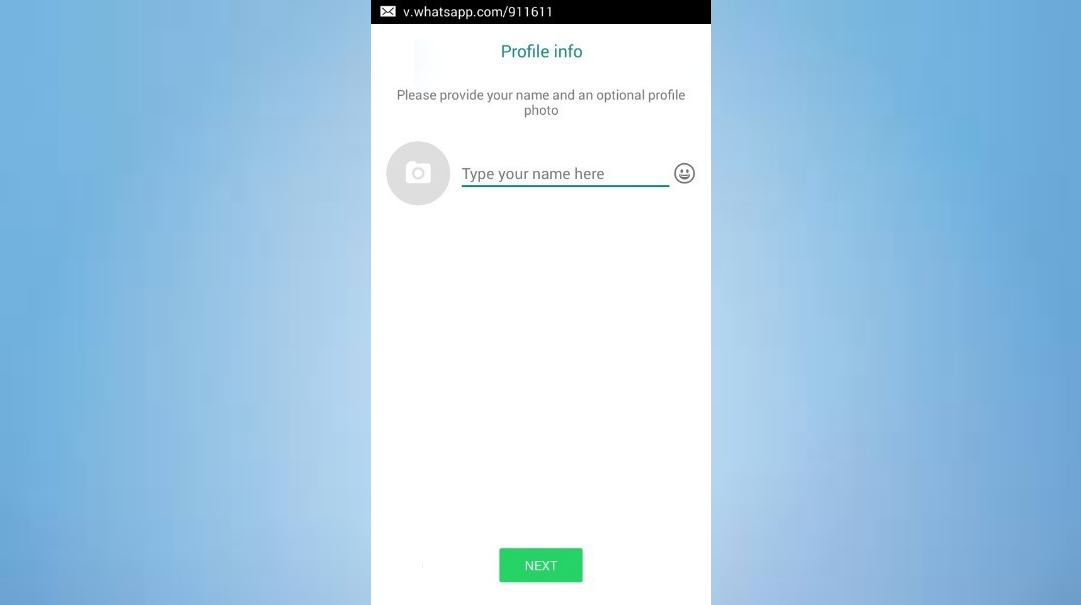 v.whatsapp.com/911611
Profile info
Please provide your name and an optional profile
photo
Type your name here
NEXT